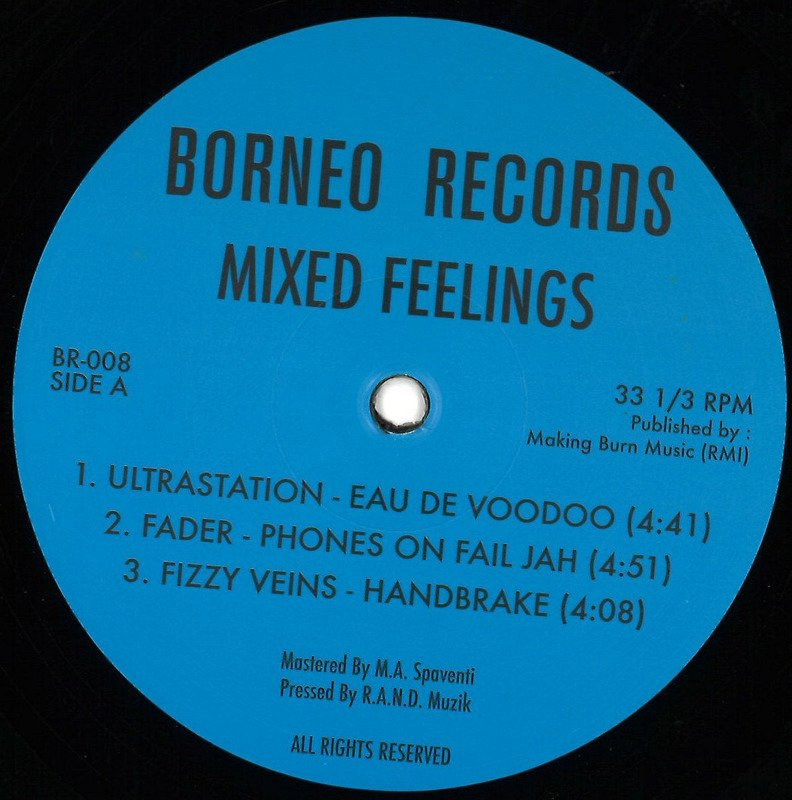 BORNEO RECORDS
MIXED FEELINGS
BR-008
SIDE A
33 1/3 RPM
Published by :
Making Burn Music (RMI)
1. ULTRASTATION - EAU DE VOODOO (4:41)
2. FADER - PHONES ON FAIL JAH (4:51)
3. FIZZY VEINS - HANDBRAKE (4:08)
Mastered By M.A. Spaventi
Pressed By R.A.N.D. Muzik
ALL RIGHTS RESERVED